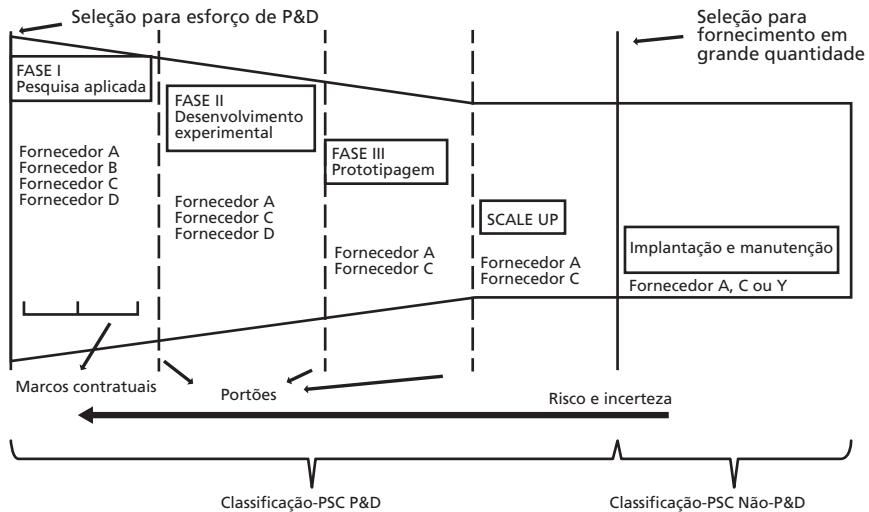 Seleção para esforço de P&D
Seleção para
fornecimento em
grande quantidade
FASE I
Pesquisa aplicada
Fornecedor A
Fornecedor B
Fornecedor C
Fornecedor D
FASE II
Desenvolvimento
experimental
Fornecedor A
Fornecedor C
Fornecedor D
FASE III
Prototipagem
Fornecedor A
Fornecedor C
SCALE UP
Fornecedor A
Fornecedor C
Implantação e manutenção
Fornecedor A, C ou Y
Marcos contratuais
Portões
Risco e incerteza
Classificação-PSC P&D
Classificação-PSC Não-P&D